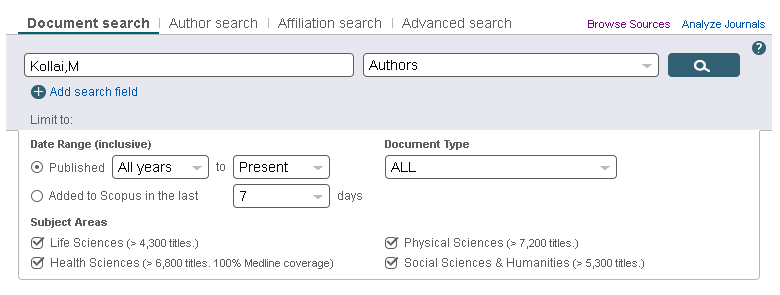 Document search | Author search | Affiliation search | Advanced search Browse Sources Analyze Journals
?
Kollai,M Authors
Add search field
Limit to:
Date Range (inclusive) Document Type
Published All years to Present ALL
Added to Scopus in the last 7 days
Subject Areas
Life Sciences (> 4,300 titles.) Physical Sciences (> 7,200 titles.)
Health Sciences (> 6,800 titles. 100% Medline coverage) Social Sciences & Humanities (> 5,300 titles.)